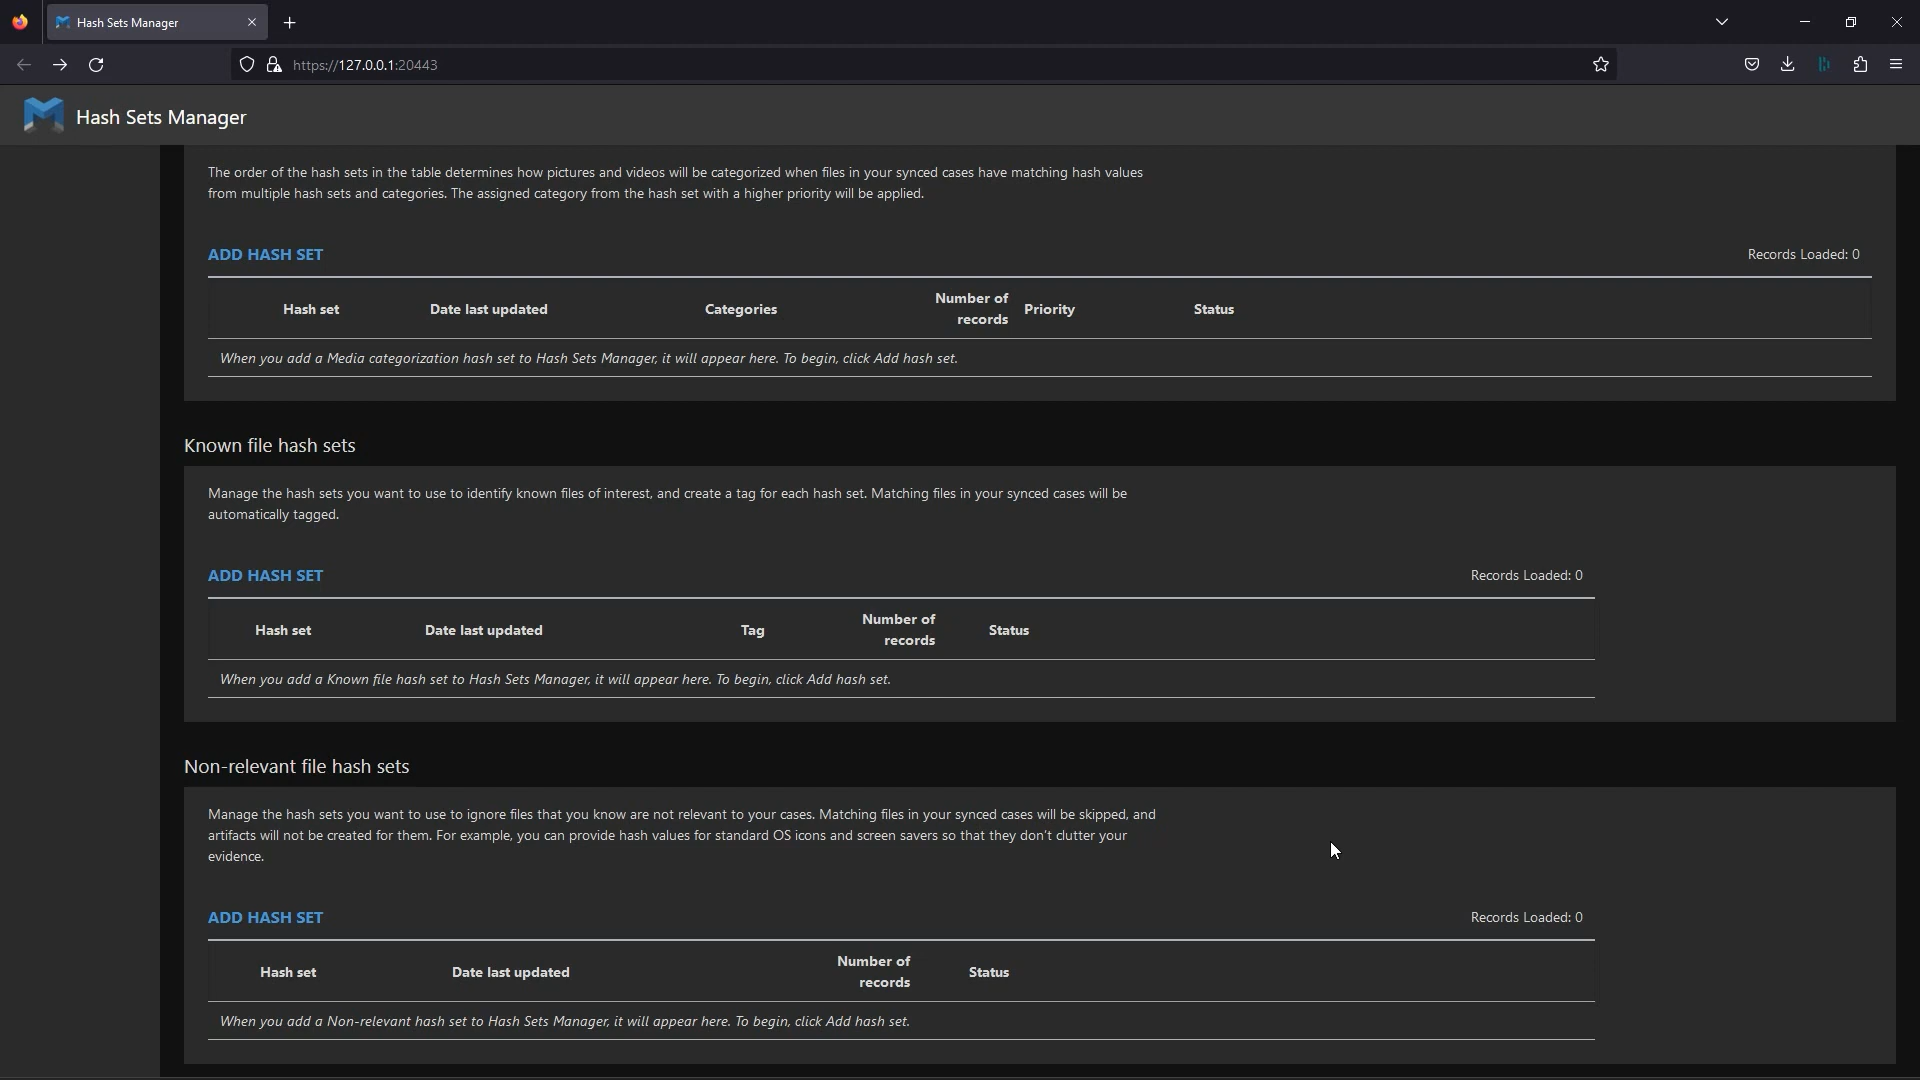 Hash Sets Manager
https://127.0.0.1:20443
Hash Sets Manager
The order of the hash sets in the table determines how pictures and videos will be categorized when files in your synced cases have matching hash values
from multiple hash sets and categories. The assigned category from the hash set with a higher priority will be applied.
ADD HASH SET
Records Loaded: 0
Hash set Date last updated Categories Number of records Priority Status
When you add a Media categorization hash set to Hash Sets Manager, it will appear here. To begin, click Add hash set.
Known file hash sets
Manage the hash sets you want to use to identify known files of interest, and create a tag for each hash set. Matching files in your synced cases will be
automatically tagged.
ADD HASH SET
Records Loaded: 0
Hash set Date last updated Tag Number of records Status
When you add a Known file hash set to Hash Sets Manager, it will appear here. To begin, click Add hash set.
Non-relevant file hash sets
Manage the hash sets you want to use to ignore files that you know are not relevant to your cases. Matching files in your synced cases will be skipped, and
artifacts will not be created for them. For example, you can provide hash values for standard OS icons and screen savers so that they don't clutter your
evidence.
ADD HASH SET
Records Loaded: 0
Hash set Date last updated Number of records Status
When you add a Non-relevant hash set to Hash Sets Manager, it will appear here. To begin, click Add hash set.